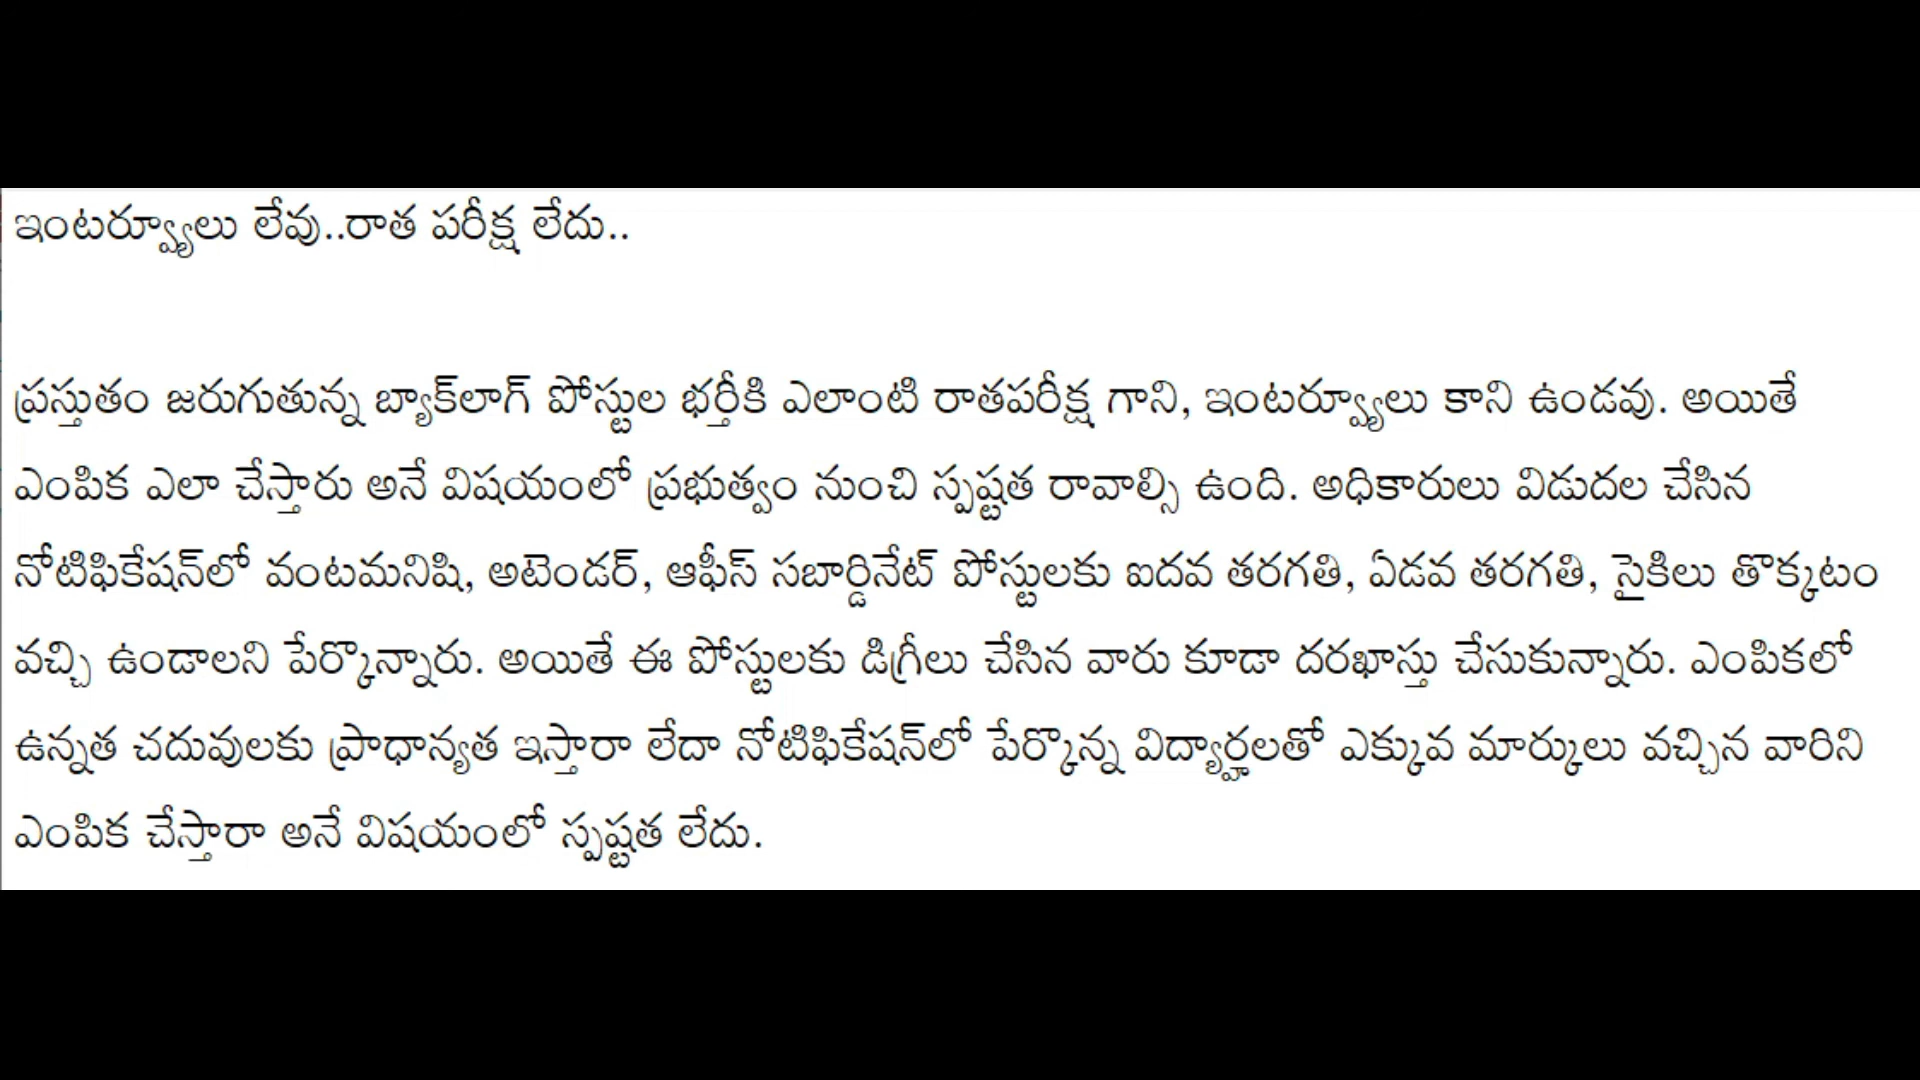 ఇంటర్వ్యూలు లేవు..రాత పరీక్ష లేదు..
ప్రస్తుతం జరుగుతున్న బ్యాక్‌లాగ్ పోస్టుల భర్తీకి ఎలాంటి రాతపరీక్ష గాని, ఇంటర్వ్యూలు కాని ఉండవు. అయితే
ఎంపిక ఎలా చేస్తారు అనే విషయంలో ప్రభుత్వం నుంచి స్పష్టత రావాల్సి ఉంది. అధికారులు విడుదల చేసిన
నోటిఫికేషన్‌లో వంటమనిషి, అటెండర్, ఆఫీస్ సబార్డినేట్ పోస్టులకు ఐదవ తరగతి, ఏడవ తరగతి, సైకిలు తొక్కటం
వచ్చి ఉండాలని పేర్కొన్నారు. అయితే ఈ పోస్టులకు డిగ్రీలు చేసిన వారు కూడా దరఖాస్తు చేసుకున్నారు. ఎంపికలో
ఉన్నత చదువులకు ప్రాధాన్యత ఇస్తారా లేదా నోటిఫికేషన్‌లో పేర్కొన్న విద్యార్హలతో ఎక్కువ మార్కులు వచ్చిన వారిని
ఎంపిక చేస్తారా అనే విషయంలో స్పష్టత లేదు.